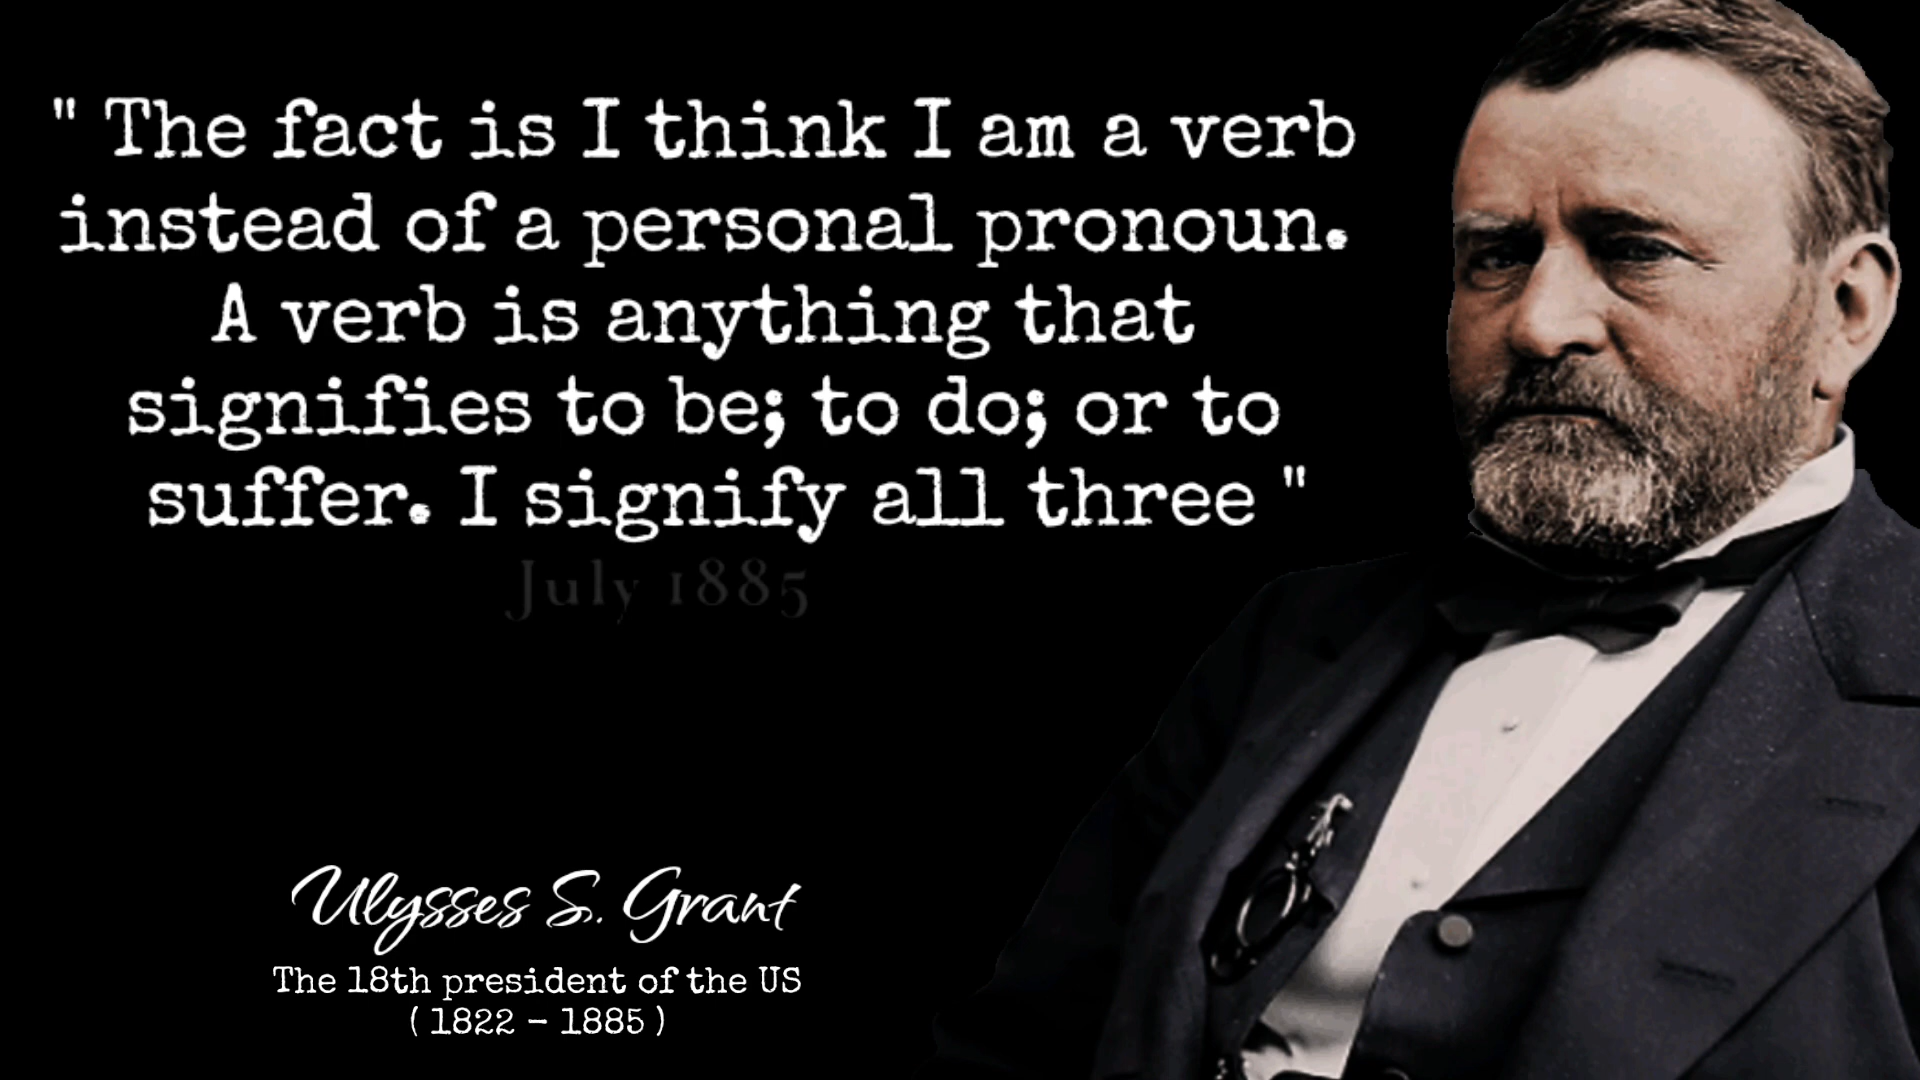 " The fact is I think I am a verb
instead of a personal pronoun.
A verb is anything that
signifies to be; to do; or to
suffer. I signify all three "
July 1885
Ulysses S. Grant
The 18th president of the US
( 1822 - 1885 )